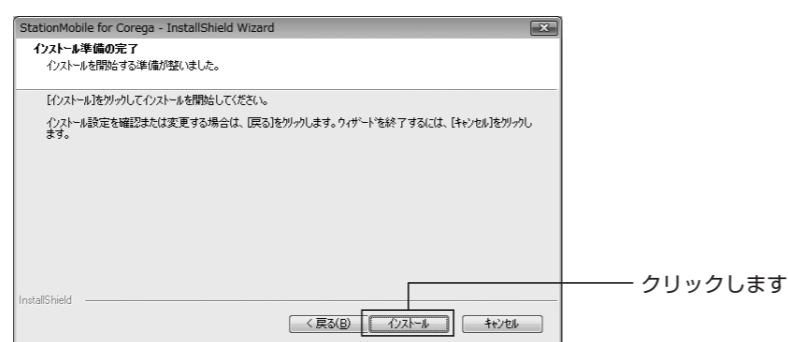 StationMobile for Corega - InstallShield Wizard
インストール準備の完了
インストールを開始する準備が整いました。
[インストール]をクリックしてインストールを開始してください。
インストール設定を確認または変更する場合は、[戻る]をクリックします。ウィザードを終了するには、[キャンセル]をクリックし
ます。
クリックします
InstallShield
< 戻る(B)
インストール
キャンセル